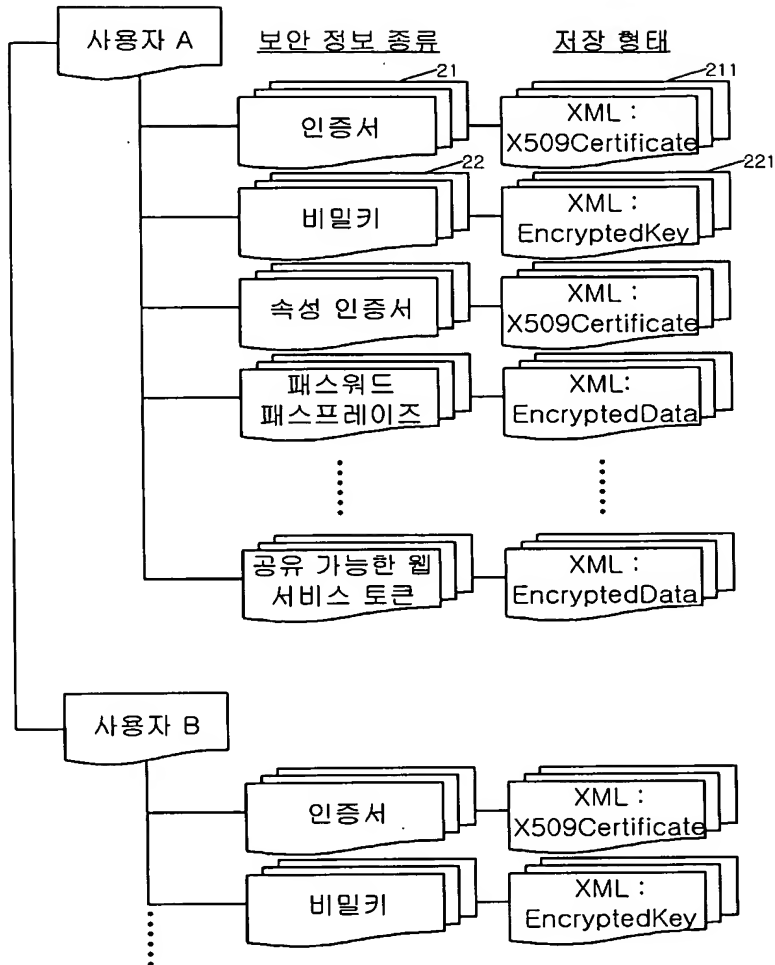 사용자 A
보안 정보 종류
저장 형태
21
211
인증서
XML :
X509Certificate
22
221
비밀키
XML :
EncryptedKey
속성 인증서
XML :
X509Certificate
패스워드
패스프레이즈
XML:
EncryptedData
공유 가능한 웹
서비스 토큰
XML :
EncryptedData
사용자 B
인증서
XML :
X509Certificate
비밀키
XML :
EncryptedKey